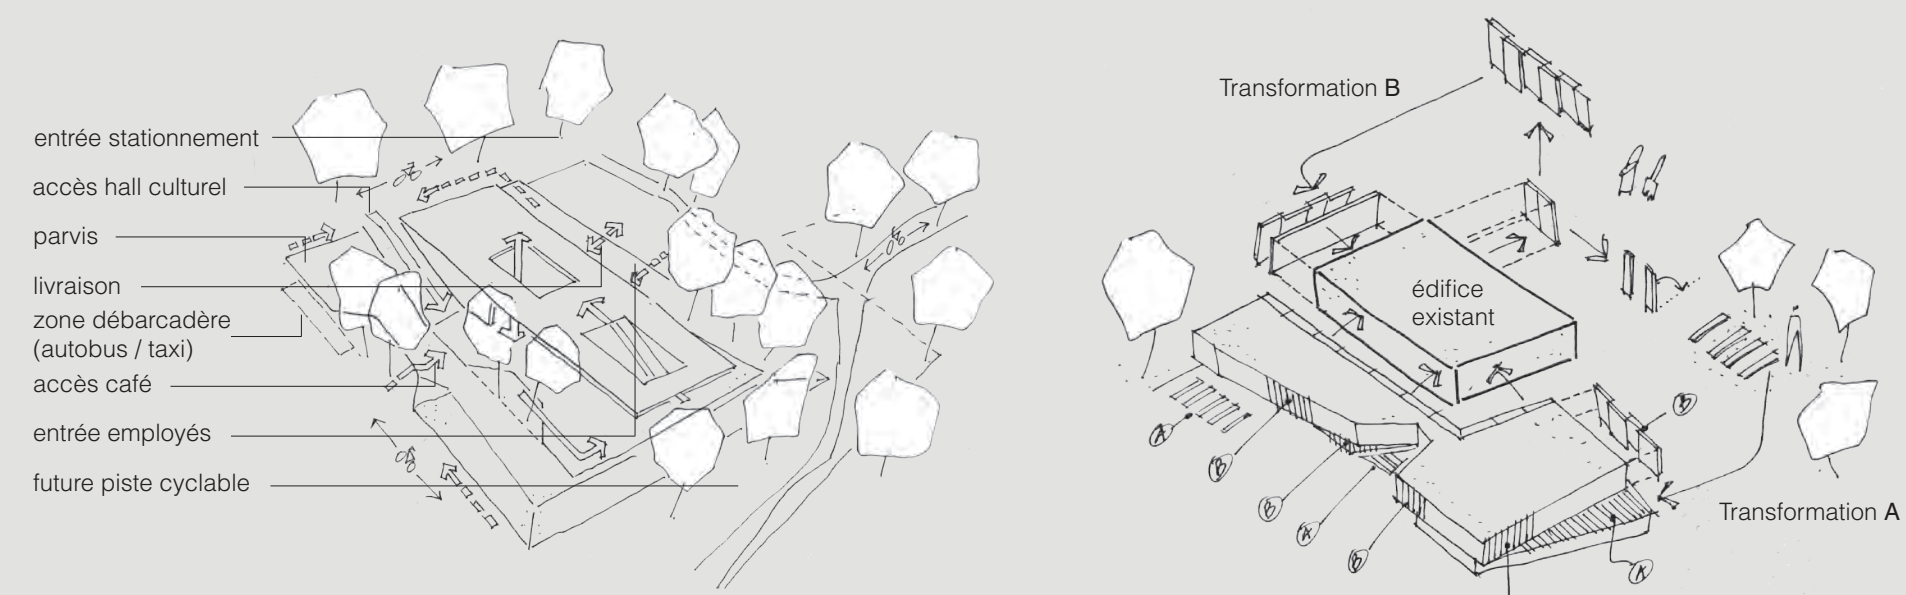 entrée stationnement
accès hall culturel
parvis
livraison
zone débarcadère
(autobus / taxi)
accès café
entrée employés
future piste cyclable
Transformation B
édifice
existant
B
A
B
B
A
B
Transformation A
A